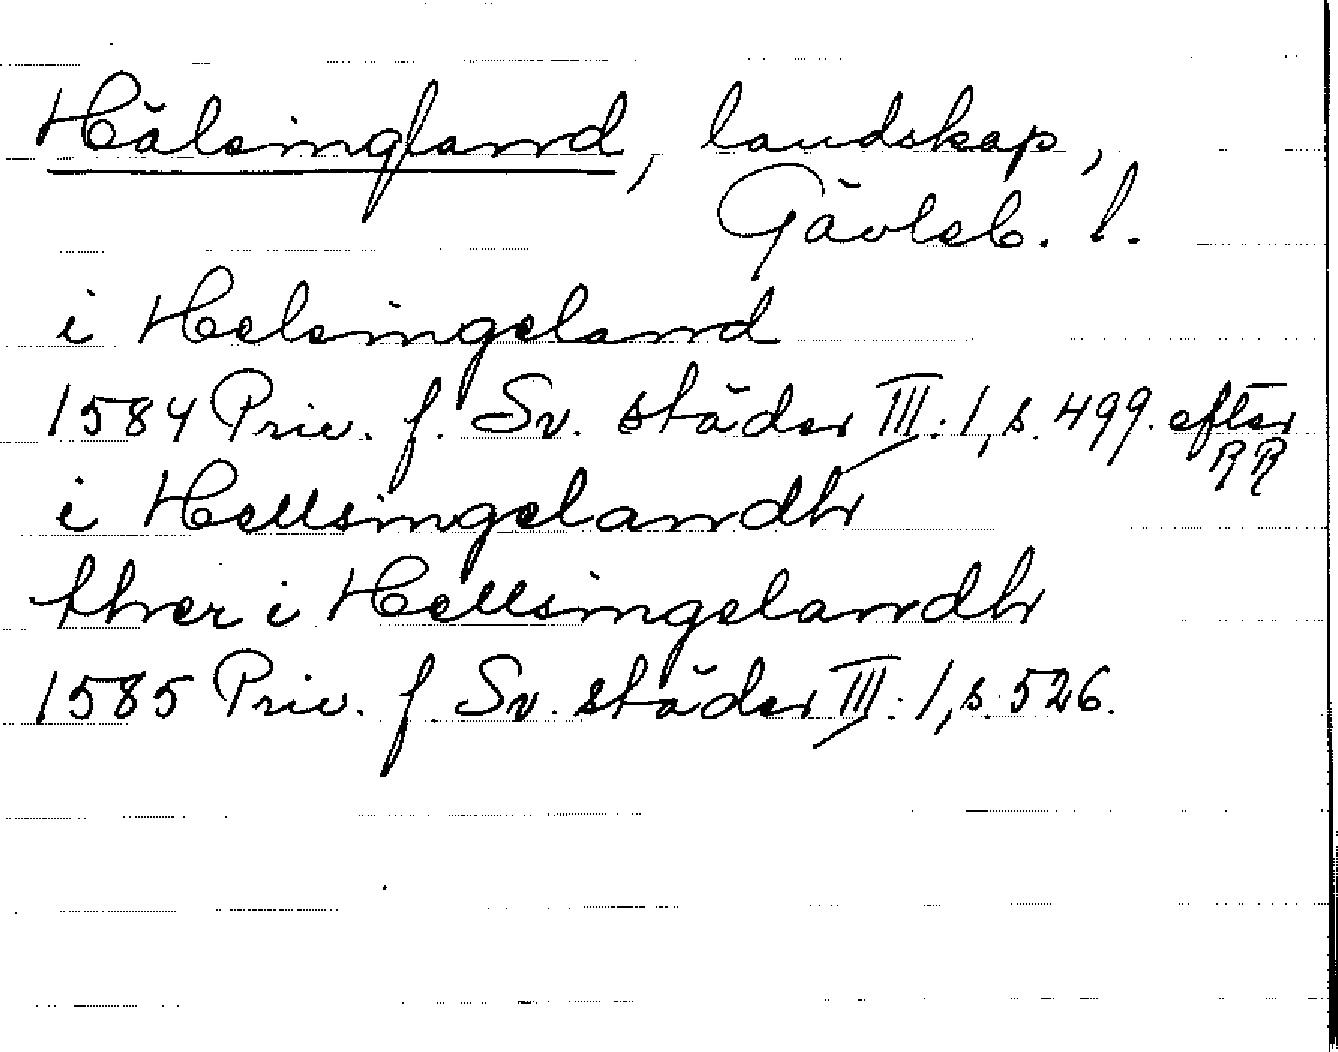 Hälsingland, landskap,
Gävleb. l.
i Helsingeland
1584 Priv. f. Sv. städer III:1, s. 499. efter
RR
i Hellsingelandh
thver i Hellsingelandh
1585 Priv. f. Sv. städer III:1, s. 526.